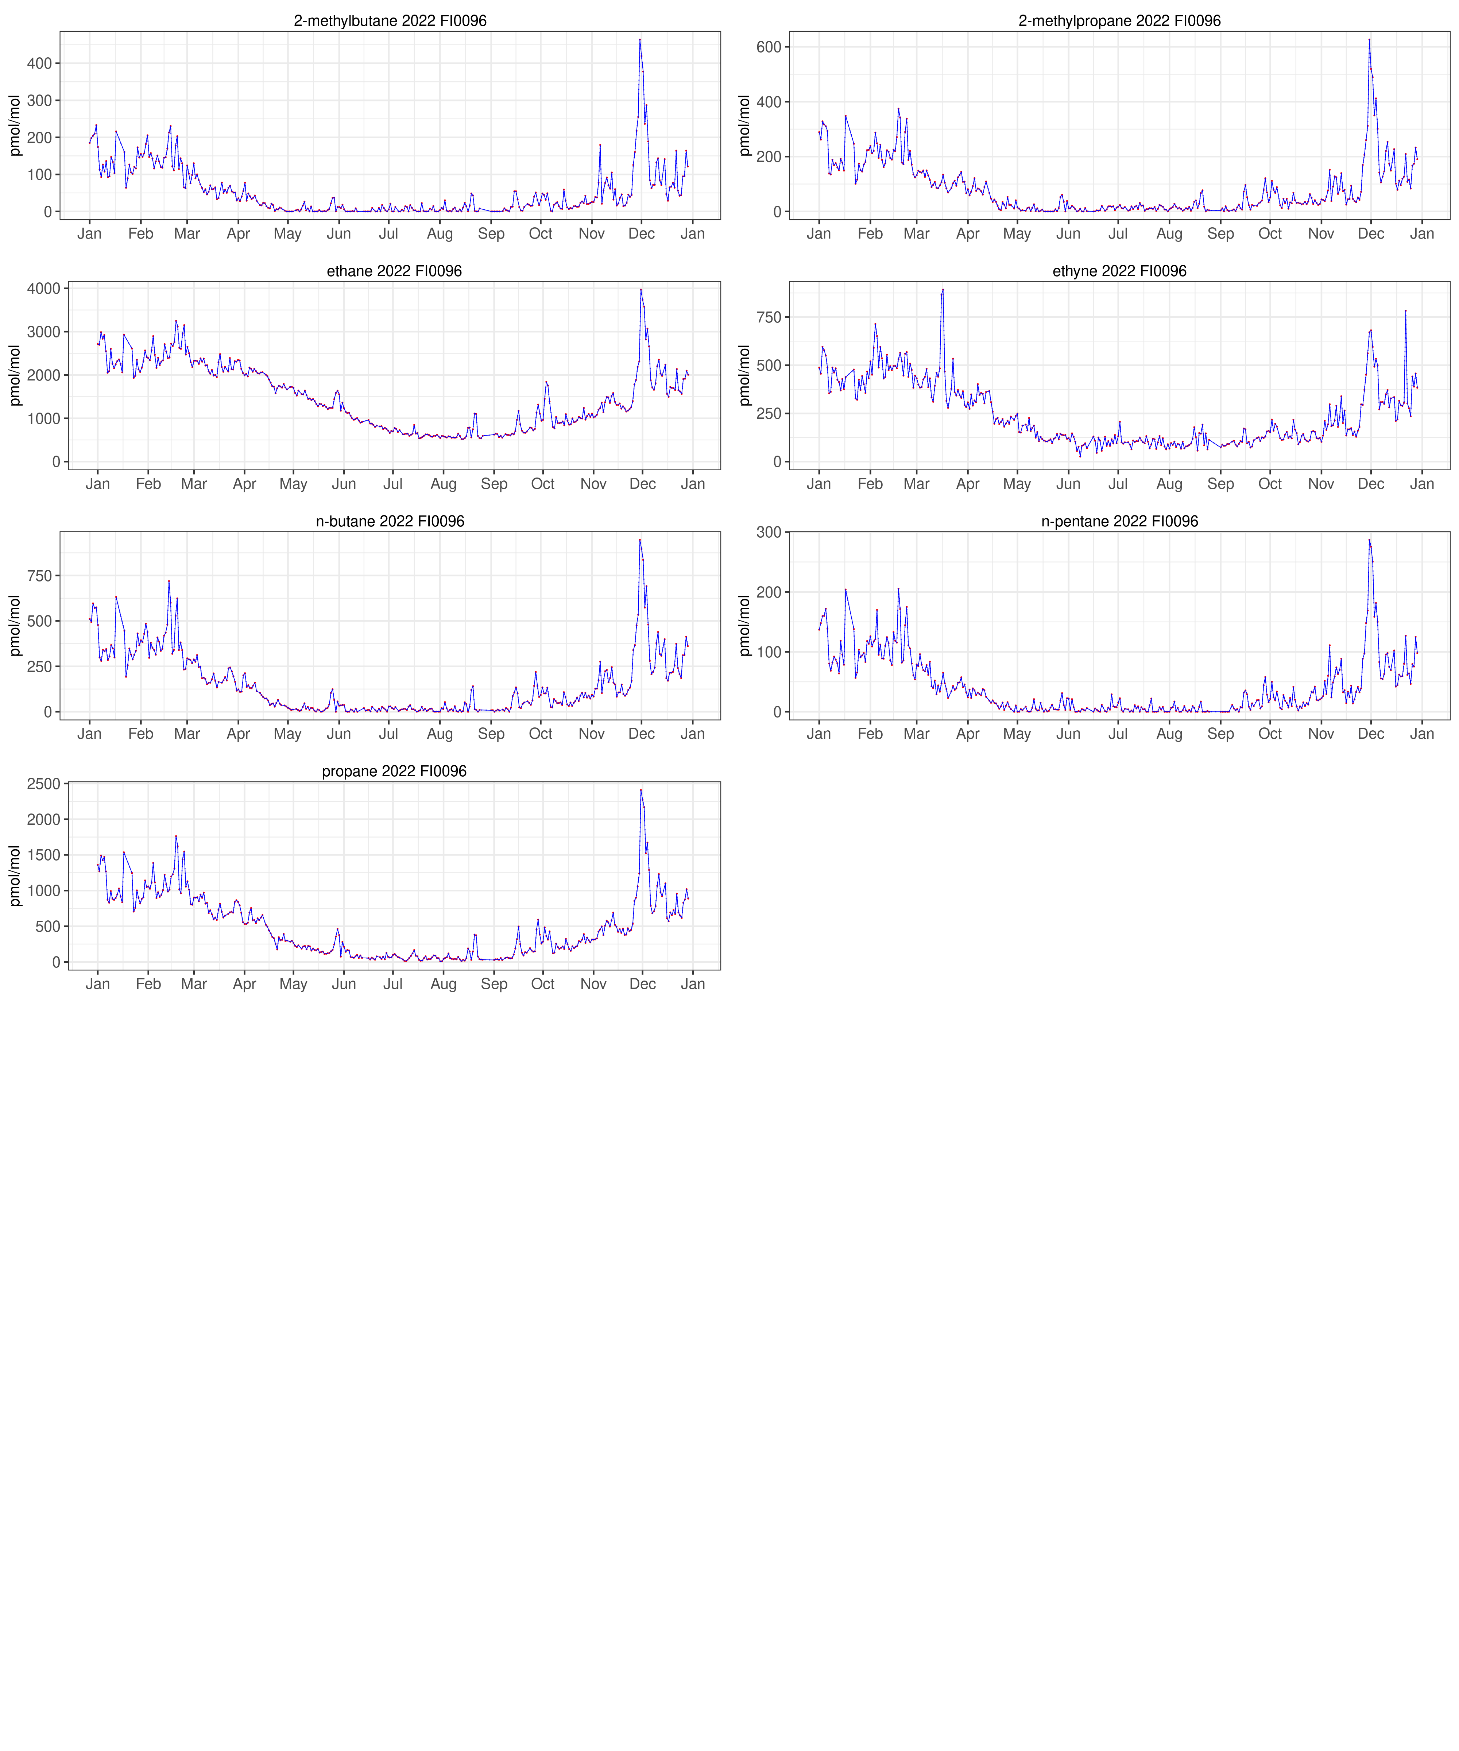 2-methylbutane 2022 FI0096
pmol/mol
400
300
200
100
0
Jan Feb Mar Apr May Jun Jul Aug Sep Oct Nov Dec Jan
2-methylpropane 2022 FI0096
pmol/mol
600
400
200
0
Jan Feb Mar Apr May Jun Jul Aug Sep Oct Nov Dec Jan
ethane 2022 FI0096
pmol/mol
4000
3000
2000
1000
0
Jan Feb Mar Apr May Jun Jul Aug Sep Oct Nov Dec Jan
ethyne 2022 FI0096
pmol/mol
750
500
250
0
Jan Feb Mar Apr May Jun Jul Aug Sep Oct Nov Dec Jan
n-butane 2022 FI0096
pmol/mol
750
500
250
0
Jan Feb Mar Apr May Jun Jul Aug Sep Oct Nov Dec Jan
n-pentane 2022 FI0096
pmol/mol
300
200
100
0
Jan Feb Mar Apr May Jun Jul Aug Sep Oct Nov Dec Jan
propane 2022 FI0096
pmol/mol
2500
2000
1500
1000
500
0
Jan Feb Mar Apr May Jun Jul Aug Sep Oct Nov Dec Jan